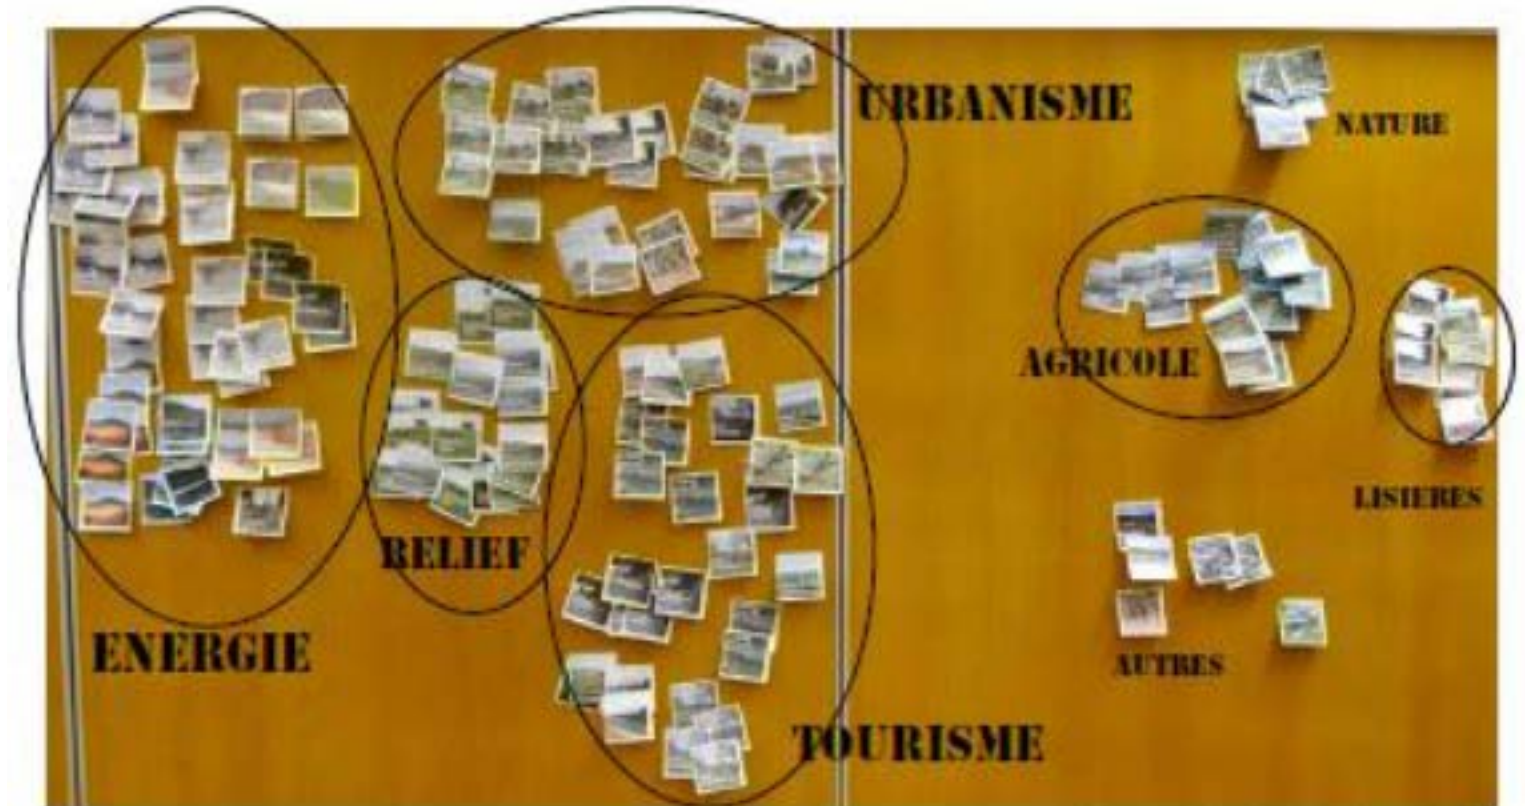 URBANISME
NATURE
AGRICOLE
LISIERES
RELIEF
ENERGIE
AUTRES
TOURISME